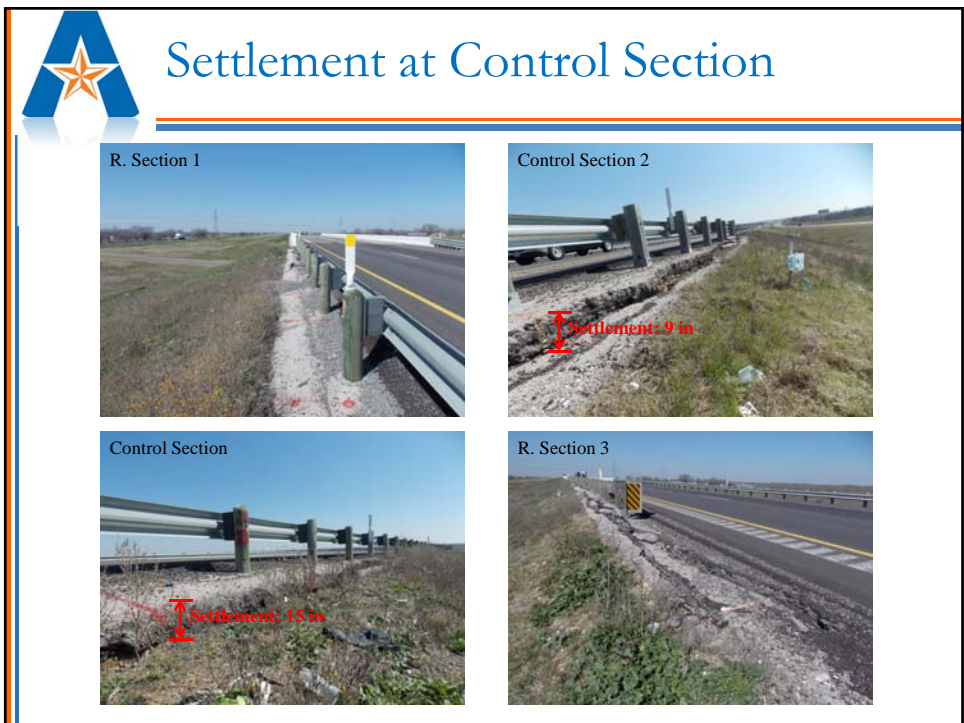 Settlement at Control Section
R. Section 1
Control Section 2
Settlement: 9 in
Control Section
Settlement: 15 in
R. Section 3